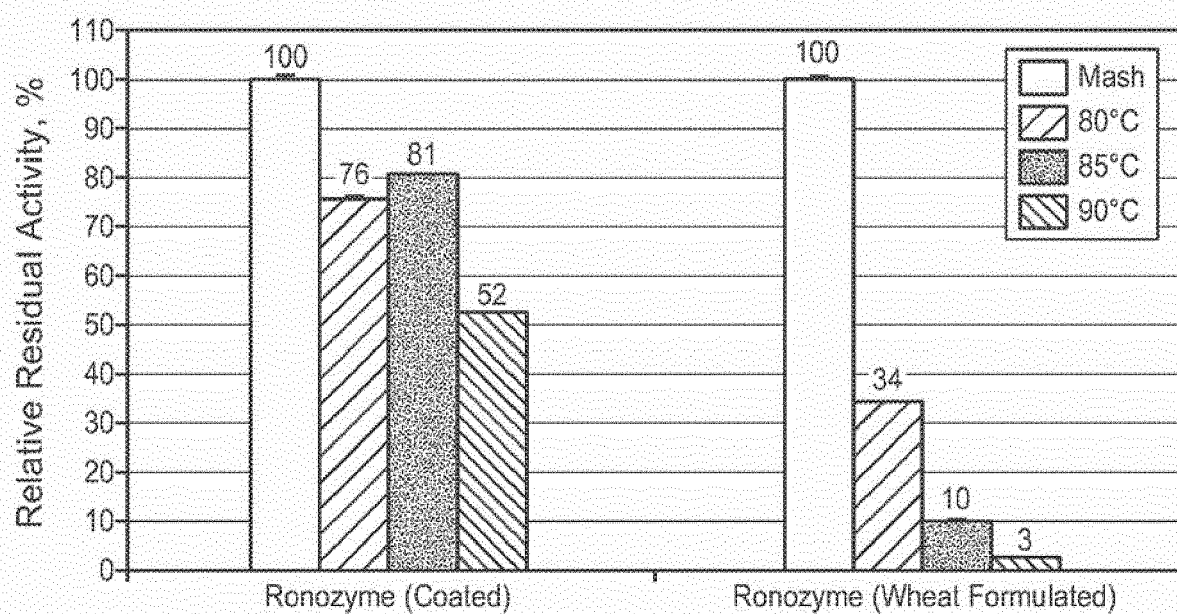 Relative Residual Activity, %
110
100
90
80
70
60
50
40
30
20
10
0
100
76
81
52
100
34
10
3
Mash
80°C
85°C
90°C
Ronozyme (Coated)
Ronozyme (Wheat Formulated)